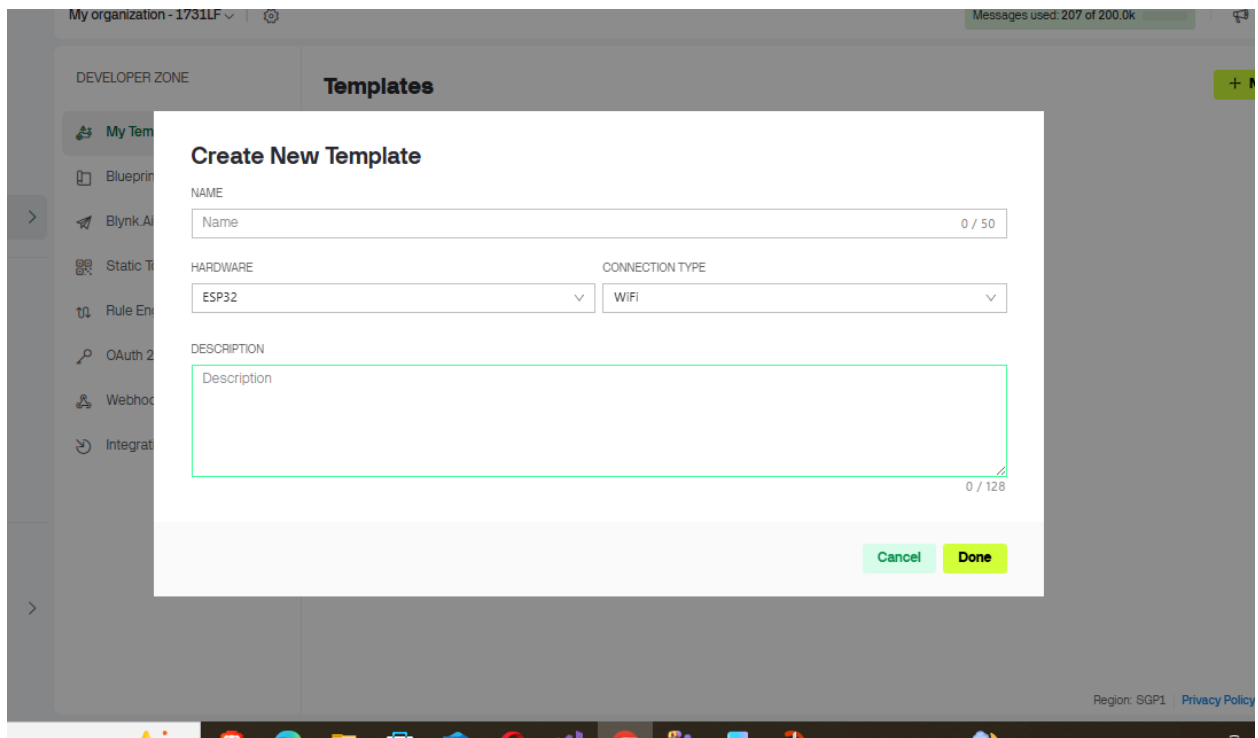 My organization - 1731LF
Messages used: 207 of 200.0k
DEVELOPER ZONE
Templates
My Tem
Blueprin
Blynk.Ai
Static To
Rule En
OAuth 2
Webhoo
Integrati
Create New Template
NAME
Name
0 / 50
HARDWARE
CONNECTION TYPE
ESP32
WiFi
DESCRIPTION
Description
0 / 128
Cancel
Done
Region: SGP1
Privacy Policy